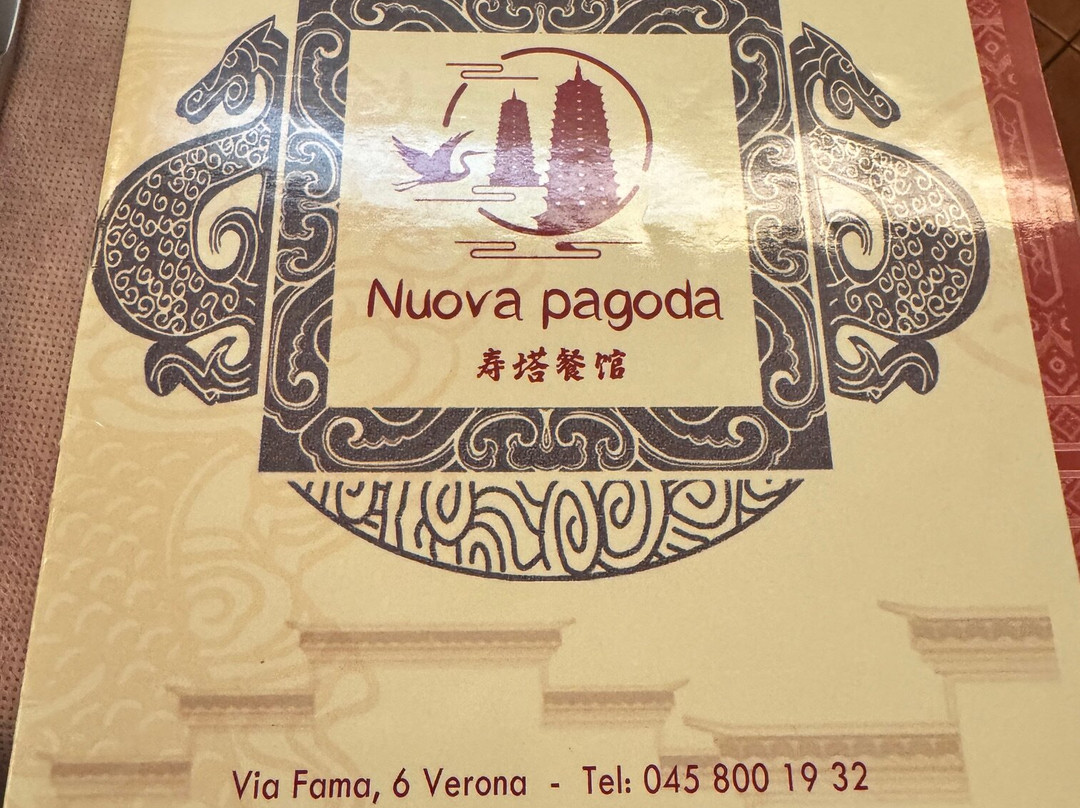 Nuova pagoda
寿塔餐馆
Via Fama, 6 Verona - Tel: 045 800 19 32